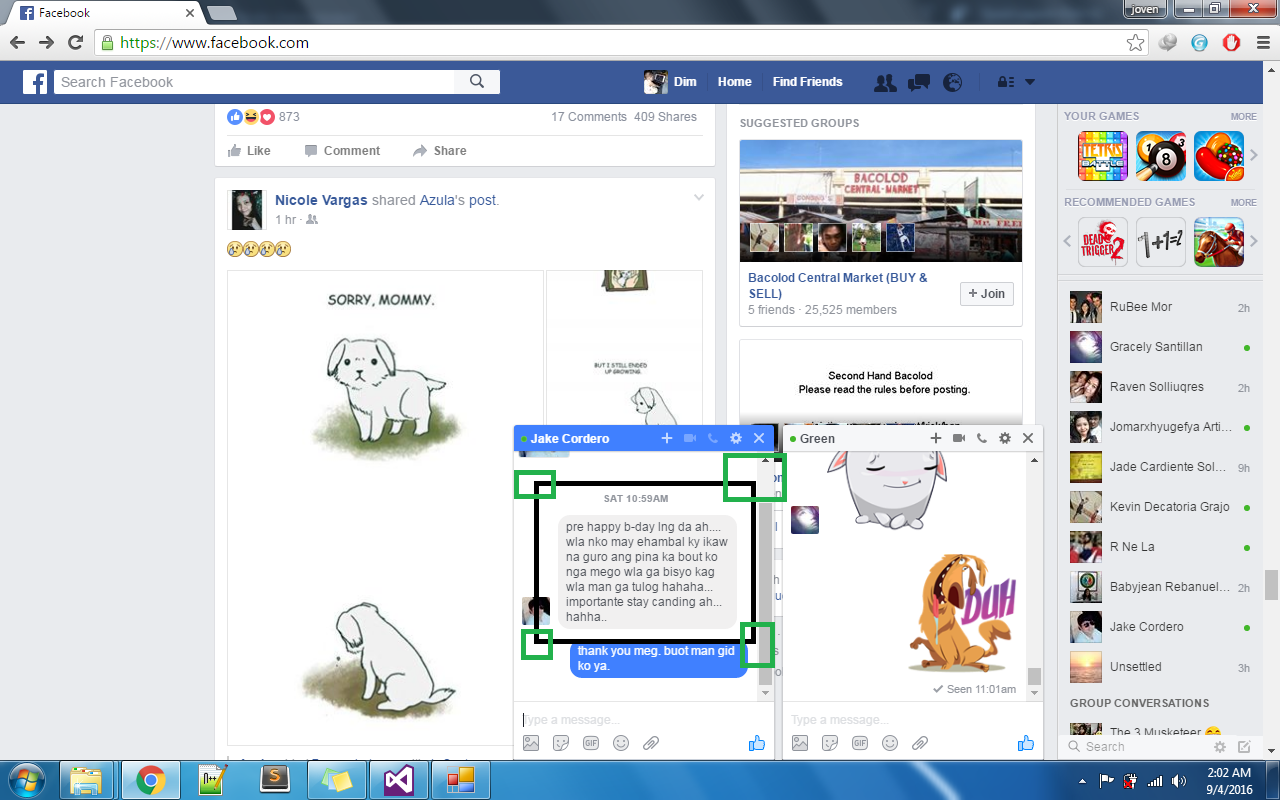 Facebook
joven
https://www.facebook.com
Search Facebook
Dim
Home
Find Friends
873
17 Comments 409 Shares
Like
Comment
Share
Nicole Vargas shared Azula's post.
1 hr ·
SORRY, MOMMY.
BUT I STILL ENDED
UP GROWING.
SUGGESTED GROUPS
BACOLOD
CENTRAL MARKET
Bacolod Central Market (BUY &
SELL)
5 friends · 25,525 members
+ Join
Second Hand Bacolod
Please read the rules before posting.
YOUR GAMES
MORE
TETRIS
BATTLE
1 3
8
RECOMMENDED GAMES
MORE
DEAD
TRIGGER 2
1+1=2
RuBee Mor
2h
Gracely Santillan
Raven Solliuqres
2h
Jomarxhyugefya Arti...
Jade Cardiente Sol...
9h
Kevin Decatoria Grajo
R Ne La
Babyjean Rebanuel...
2h
Jake Cordero
Unsettled
3h
GROUP CONVERSATIONS
The 3 Musketeer
Search
Jake Cordero
SAT 10:59AM
pre happy b-day lng da ah....
wla nko may ehambal ky ikaw
na guro ang pina ka bout ko
nga mego wla ga bisyo kag
wla man ga tulog hahaha...
importante stay canding ah...
hahha..
thank you meg. buot man gid
ko ya.
Type a message...
GIF
Green
DUH
Seen 11:01am
Type a message...
GIF
2:02 AM
9/4/2016